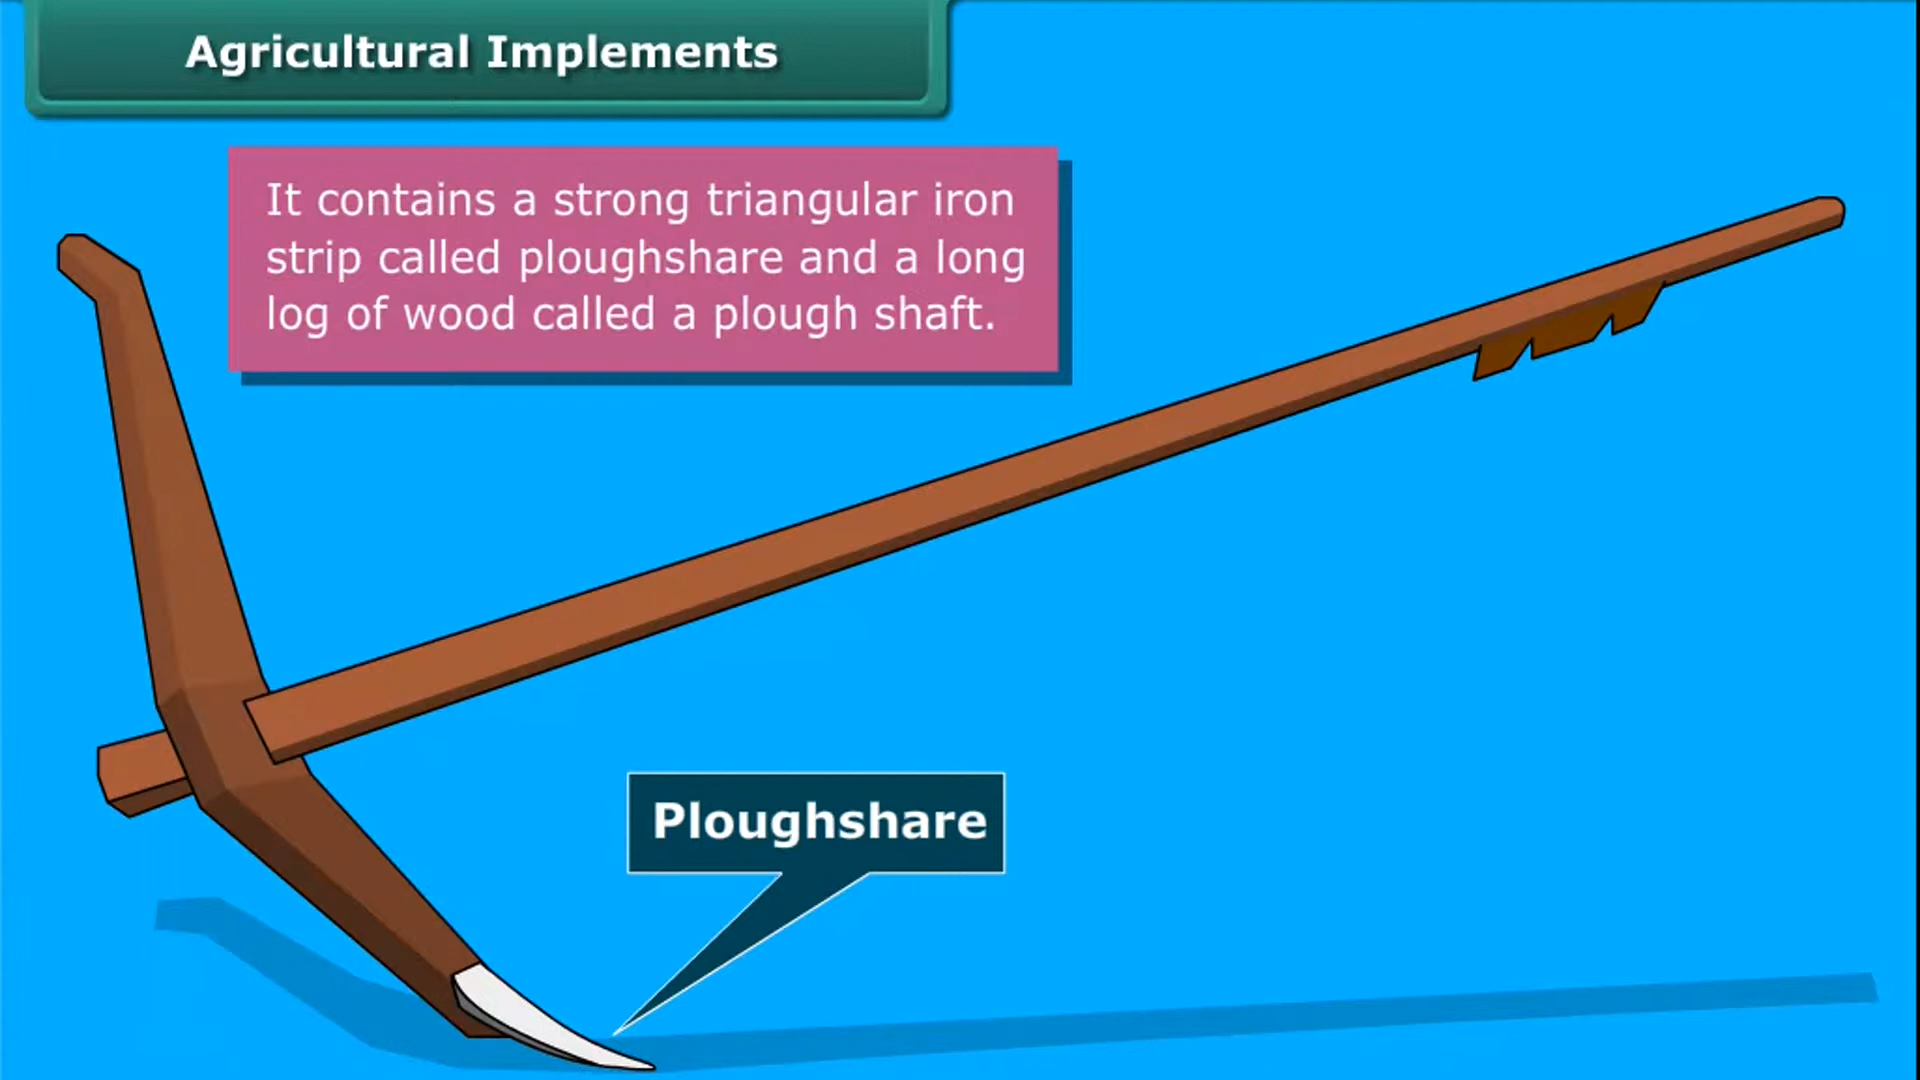 Agricultural Implements
It contains a strong triangular iron
strip called ploughshare and a long
log of wood called a plough shaft.
Ploughshare